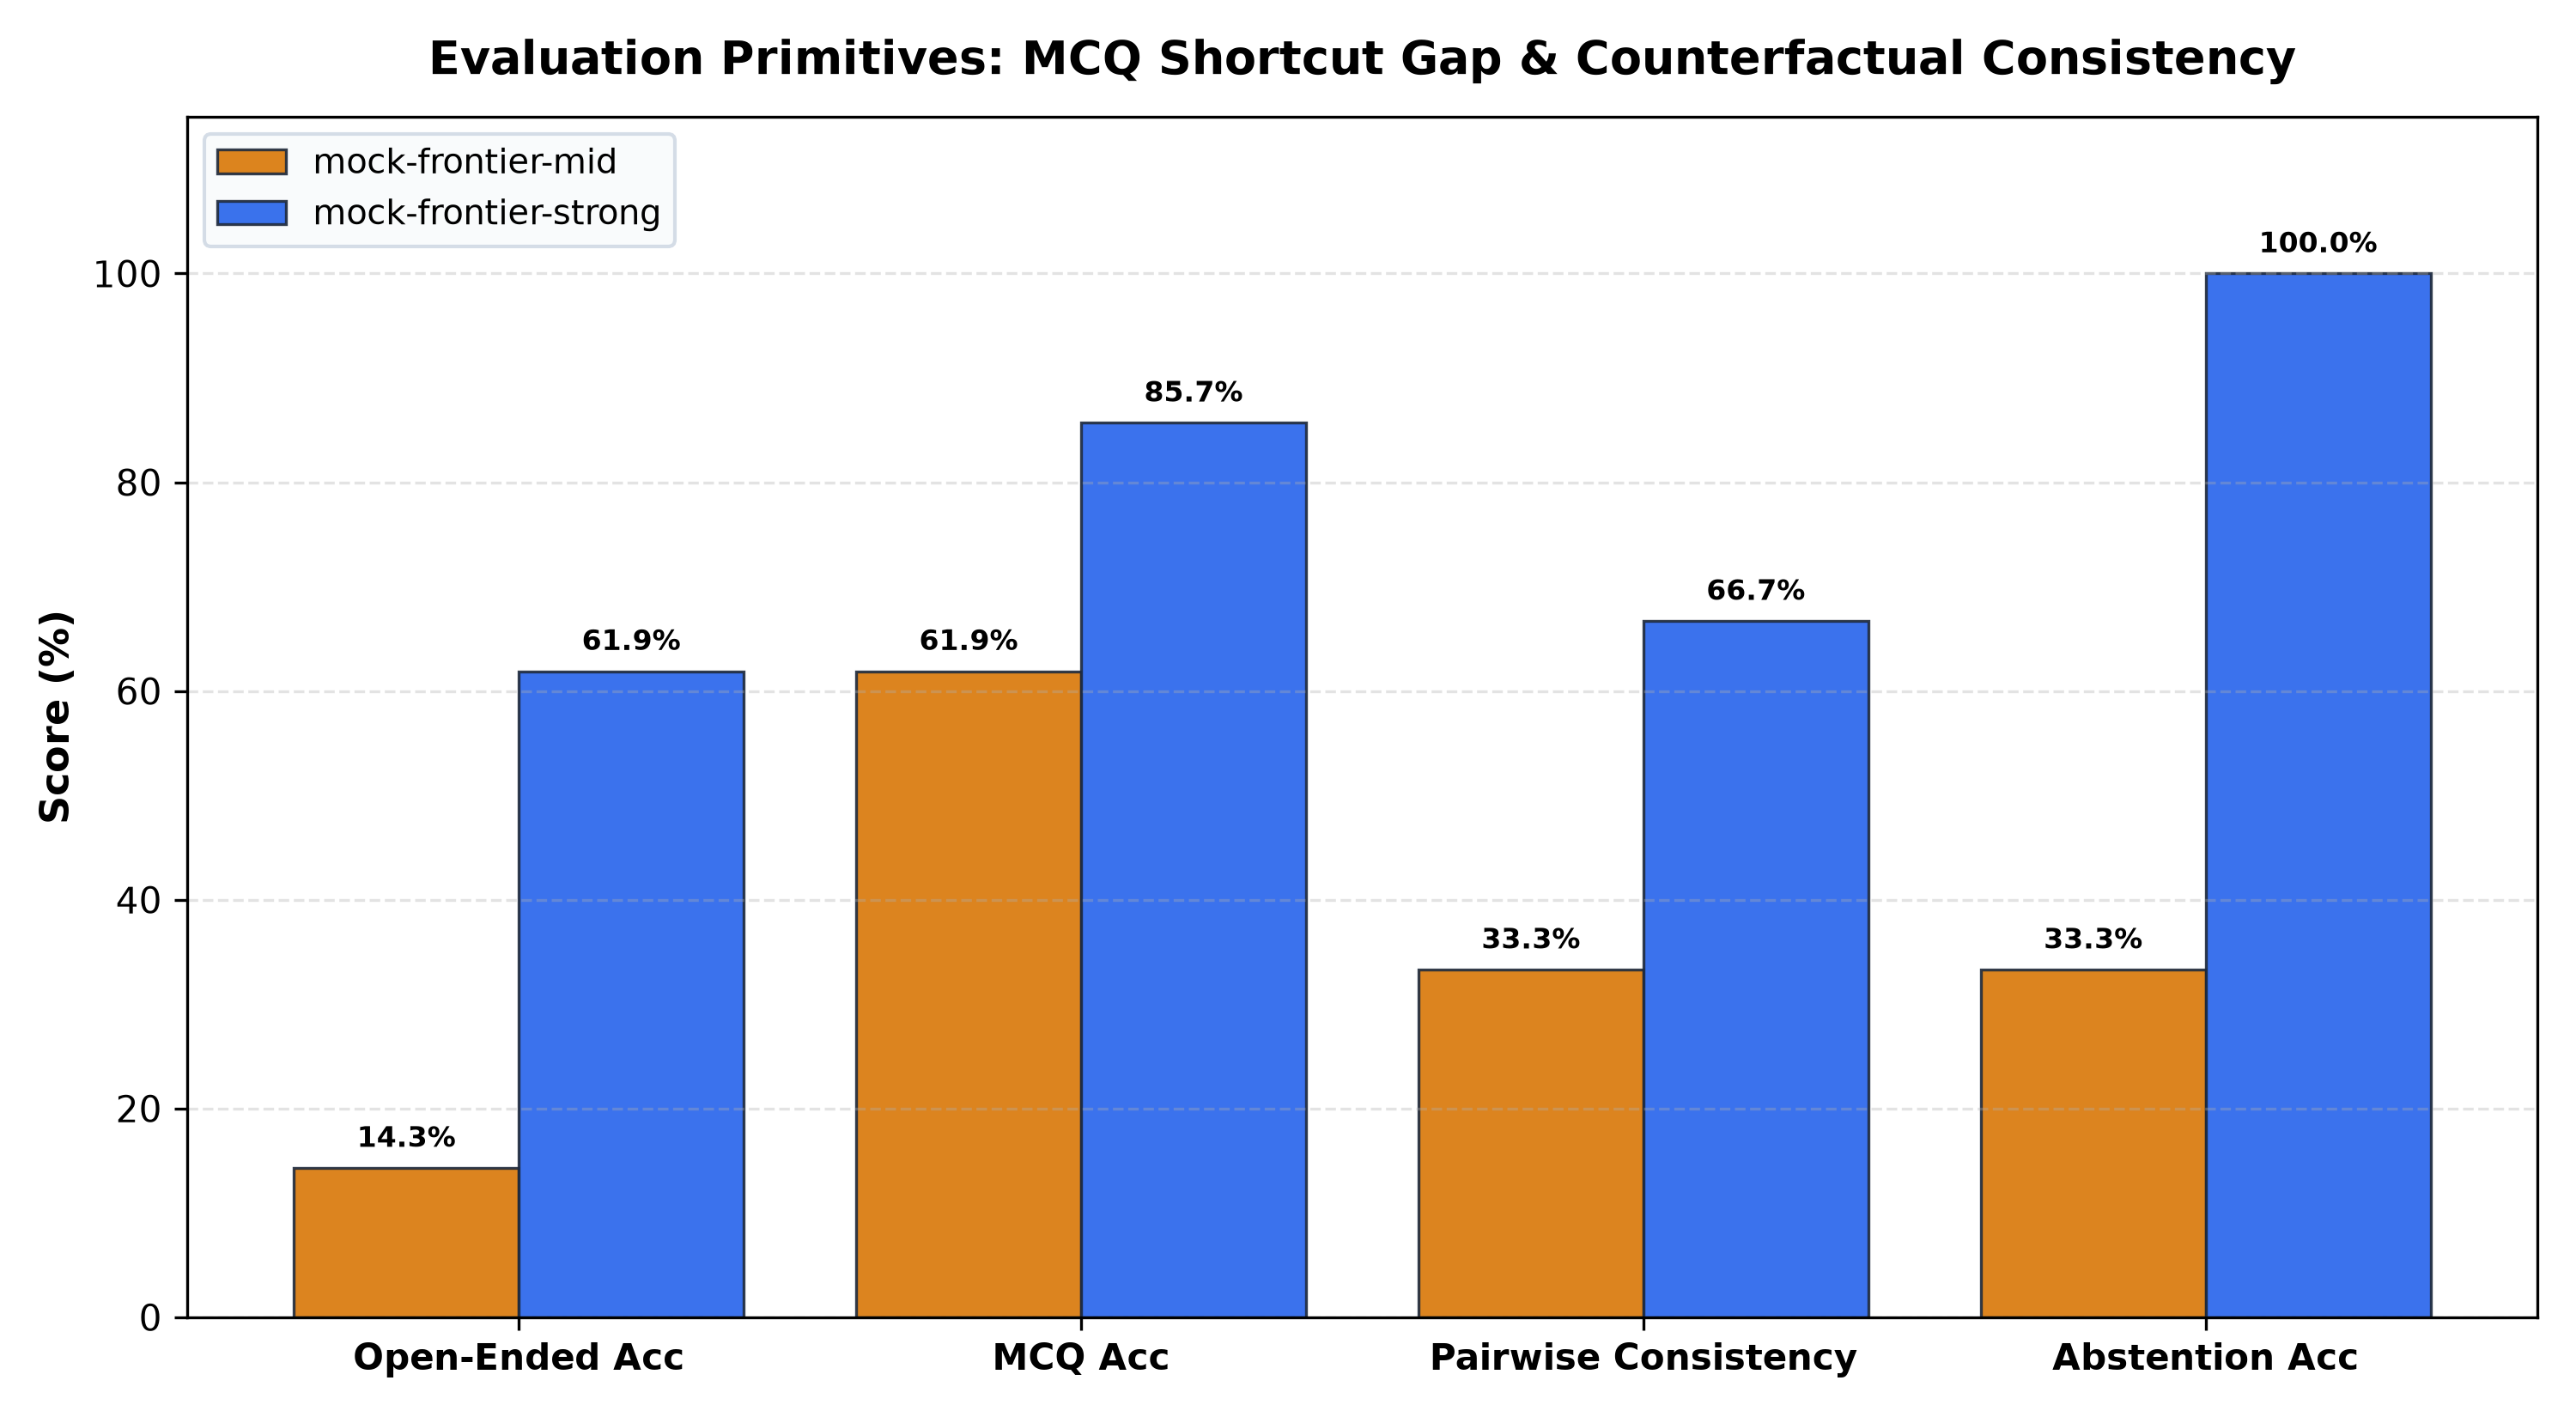 Evaluation Primitives: MCQ Shortcut Gap & Counterfactual Consistency
mock-frontier-mid
mock-frontier-strong
Score (%)
100
80
60
40
20
0
14.3%
61.9%
61.9%
85.7%
33.3%
66.7%
33.3%
100.0%
Open-Ended Acc
MCQ Acc
Pairwise Consistency
Abstention Acc